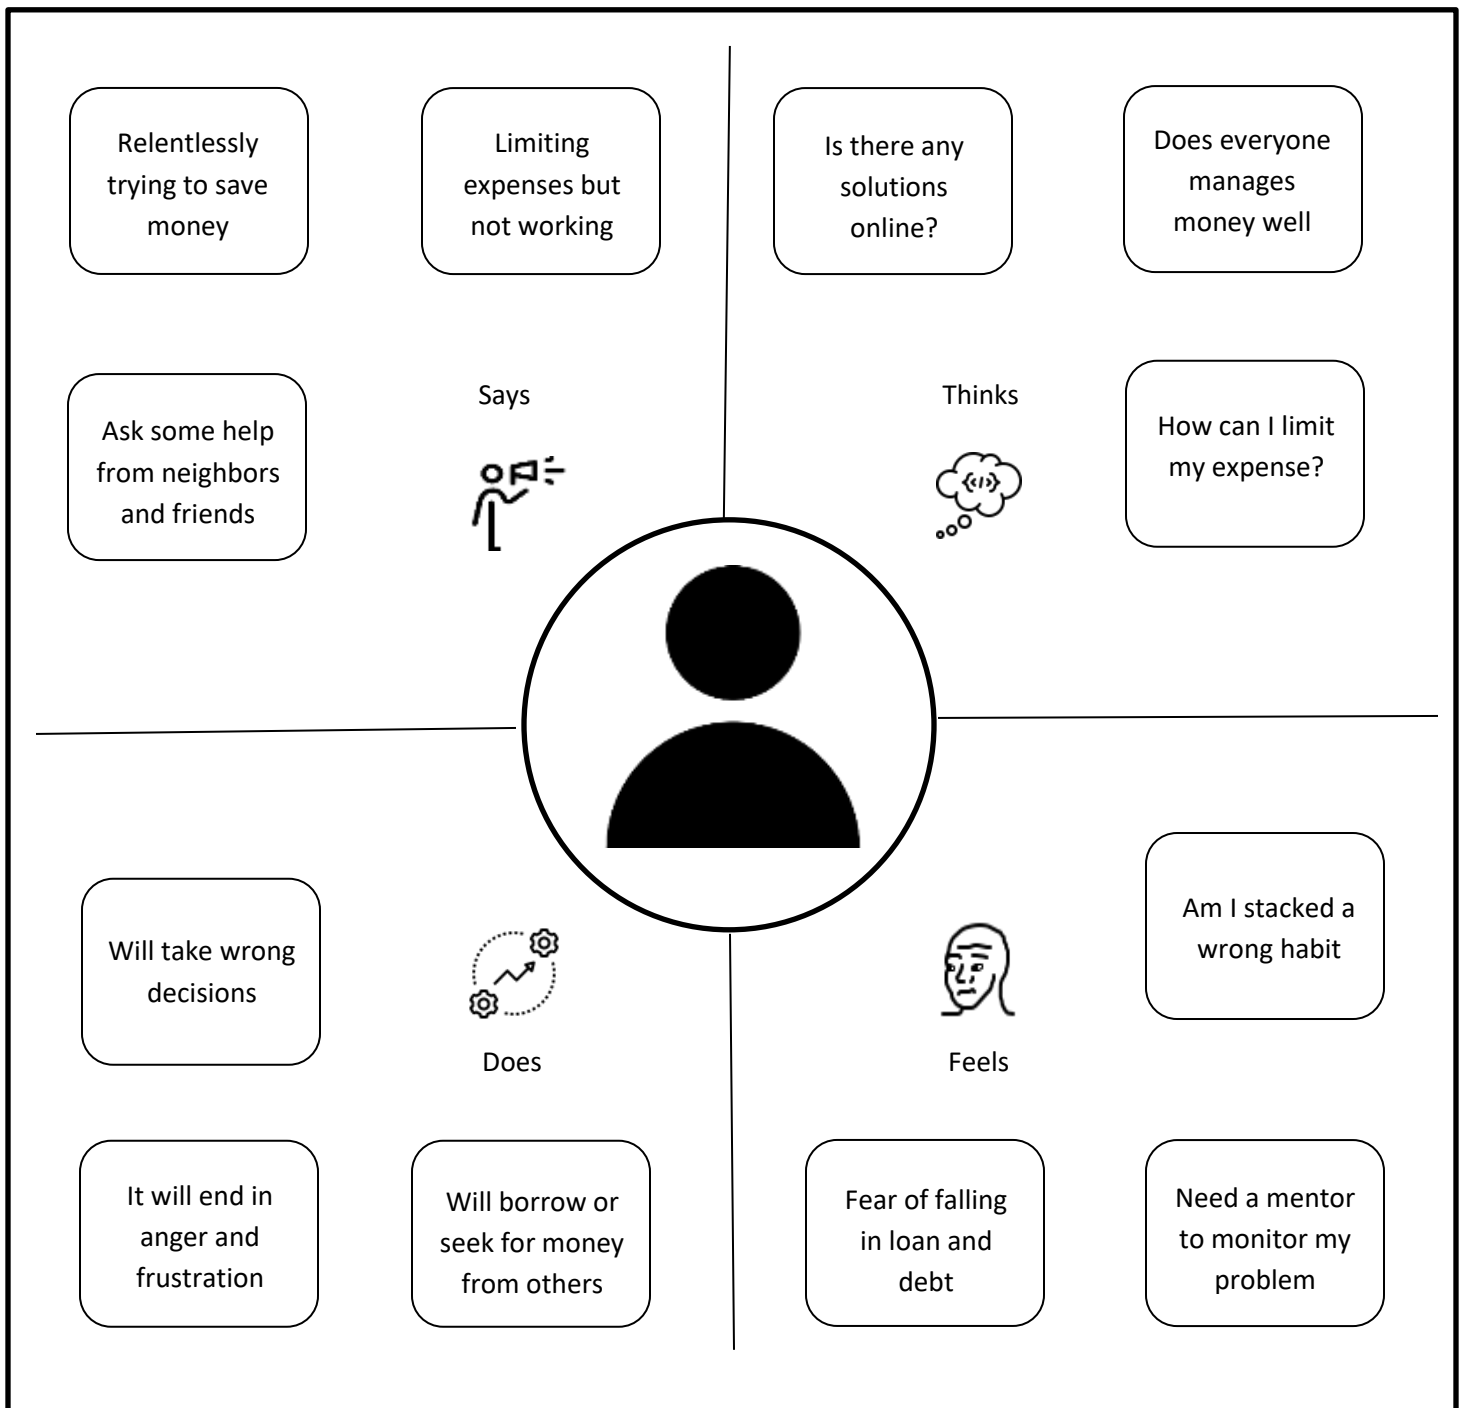 Relentlessly
trying to save
money
Limiting
expenses but
not working
Ask some help
from neighbors
and friends
Says
Is there any
solutions
online?
Does everyone
manages
money well
Thinks
How can I limit
my expense?
Will take wrong
decisions
Does
It will end in
anger and
frustration
Will borrow or
seek for money
from others
Am I stacked a
wrong habit
Feels
Fear of falling
in loan and
debt
Need a mentor
to monitor my
problem